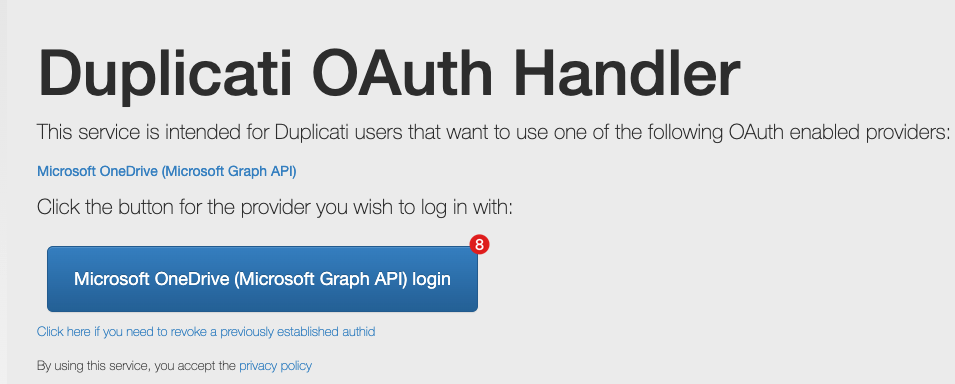 Duplicati OAuth Handler
This service is intended for Duplicati users that want to use one of the following OAuth enabled providers:
Microsoft OneDrive (Microsoft Graph API)
Click the button for the provider you wish to log in with:
8
Microsoft OneDrive (Microsoft Graph API) login
Click here if you need to revoke a previously established authid
By using this service, you accept the privacy policy